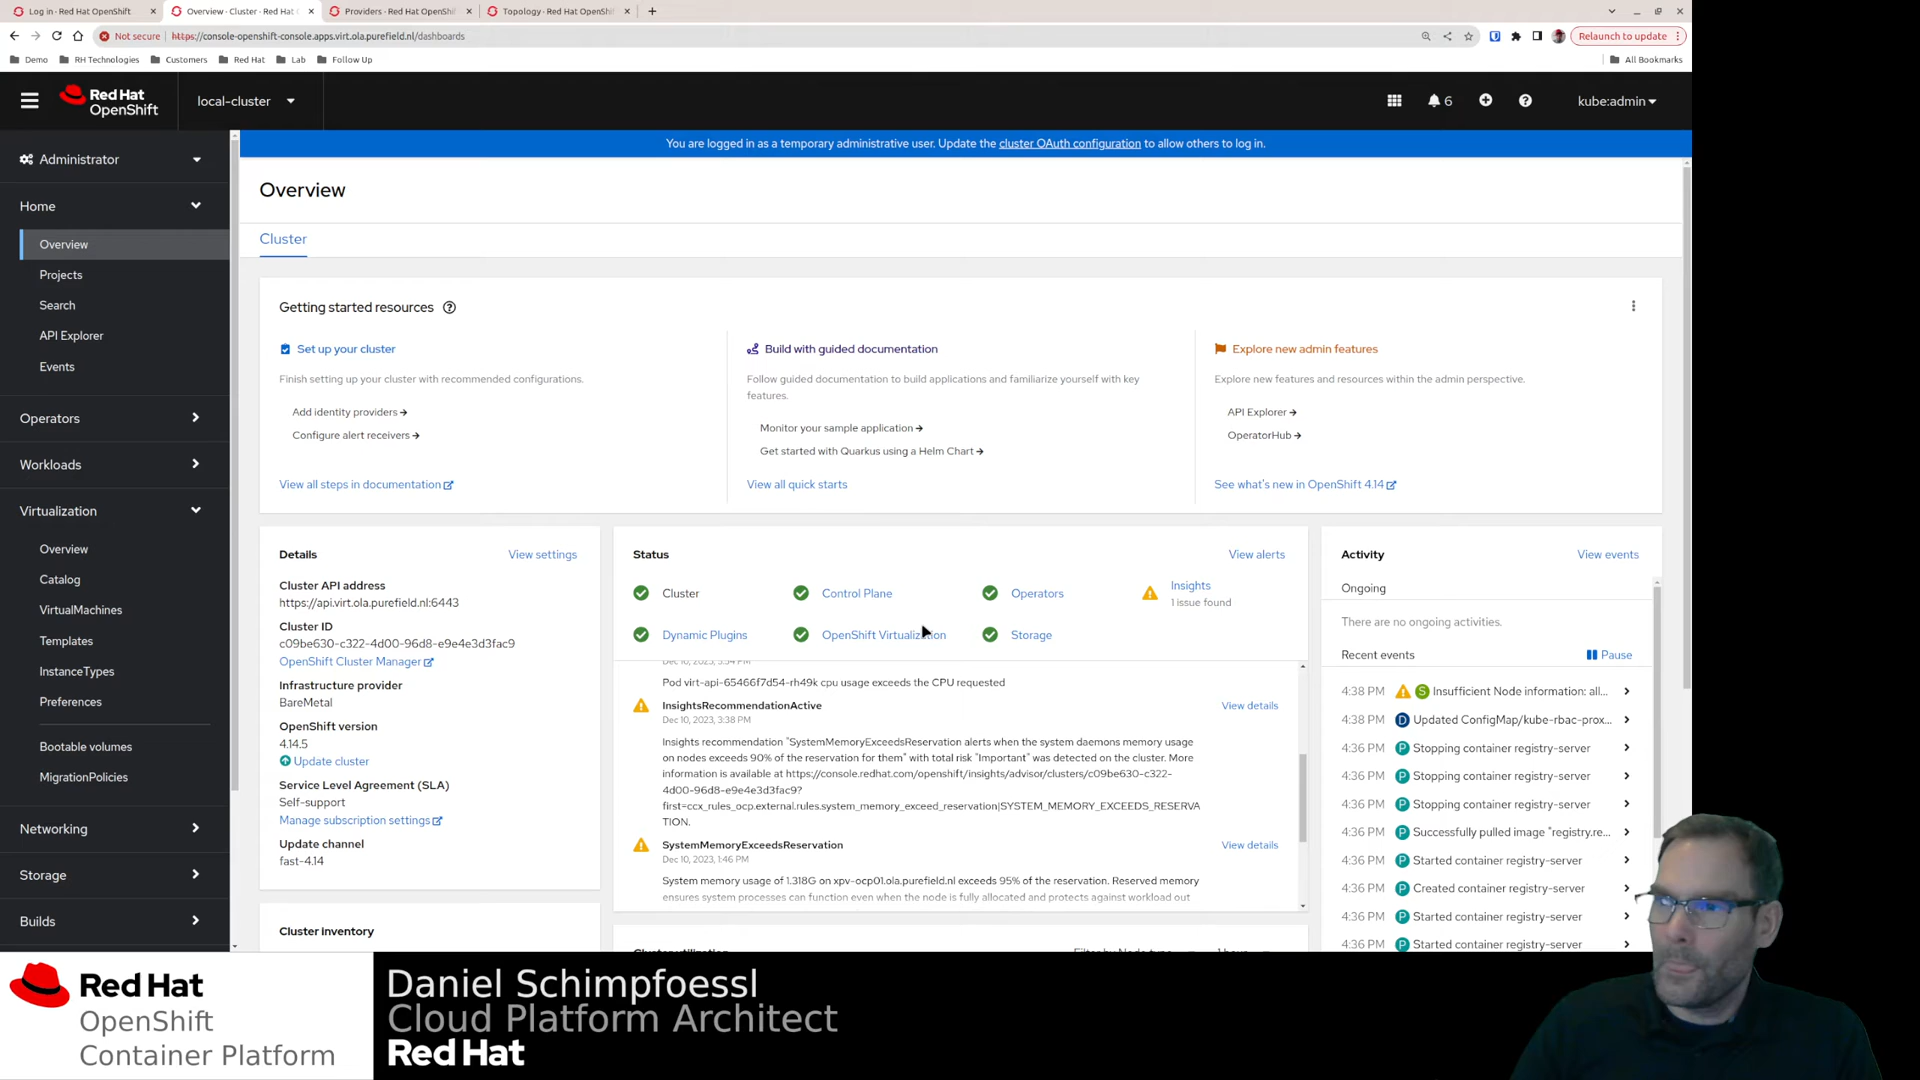 Log in · Red Hat OpenShift
Overview · Cluster · Red Hat
Providers · Red Hat OpenShift
Topology · Red Hat OpenShift
Not secure
https://console-openshift-console.apps.virt.ola.purefield.nl/dashboards
Relaunch to update
Demo
RH Technologies
Customers
Red Hat
Lab
Follow Up
All Bookmarks
Red Hat
OpenShift
local-cluster
6
kube:admin
You are logged in as a temporary administrative user. Update the cluster OAuth configuration to allow others to log in.
Administrator
Home
Overview
Projects
Search
API Explorer
Events
Operators
Workloads
Virtualization
Overview
Catalog
VirtualMachines
Templates
InstanceTypes
Preferences
Bootable volumes
MigrationPolicies
Networking
Storage
Builds
Overview
Cluster
Getting started resources
Set up your cluster
Finish setting up your cluster with recommended configurations.
Add identity providers
Configure alert receivers
View all steps in documentation
Build with guided documentation
Follow guided documentation to build applications and familiarize yourself with key
features.
Monitor your sample application
Get started with Quarkus using a Helm Chart
View all quick starts
Explore new admin features
Explore new features and resources within the admin perspective.
API Explorer
OperatorHub
See what's new in OpenShift 4.14
Details
View settings
Cluster API address
https://api.virt.ola.purefield.nl:6443
Cluster ID
c09be630-c322-4d00-96d8-e9e4e3d3fac9
OpenShift Cluster Manager
Infrastructure provider
BareMetal
OpenShift version
4.14.5
Update cluster
Service Level Agreement (SLA)
Self-support
Manage subscription settings
Update channel
fast-4.14
Cluster inventory
Status
View alerts
Cluster
Control Plane
Operators
Insights
1 issue found
Dynamic Plugins
OpenShift Virtualization
Storage
Dec 10, 2023, 3:54 PM
Pod virt-api-65466f7d54-rh49k cpu usage exceeds the CPU requested
InsightsRecommendationActive
View details
Dec 10, 2023, 3:38 PM
Insights recommendation "SystemMemoryExceedsReservation alerts when the system daemons memory usage
on nodes exceeds 90% of the reservation for them" with total risk "Important" was detected on the cluster. More
information is available at https://console.redhat.com/openshift/insights/advisor/clusters/c09be630-c322-
4d00-96d8-e9e4e3d3fac9?
first=ccx_rules_ocp.external.rules.system_memory_exceed_reservation|SYSTEM_MEMORY_EXCEEDS_RESERVA
TION.
SystemMemoryExceedsReservation
View details
Dec 10, 2023, 1:46 PM
System memory usage of 1.318G on xpv-ocp01.ola.purefield.nl exceeds 95% of the reservation. Reserved memory
ensures system processes can function even when the node is fully allocated and protects against workload out
Cluster utilization
Filter by Node type
1 hour
Activity
View events
Ongoing
There are no ongoing activities.
Recent events
Pause
4:38 PM S Insufficient Node information: all...
4:38 PM D Updated ConfigMap/kube-rbac-prox...
4:36 PM P Stopping container registry-server
4:36 PM P Stopping container registry-server
4:36 PM P Stopping container registry-server
4:36 PM P Successfully pulled image "registry.re...
4:36 PM P Started container registry-server
4:36 PM P Created container registry-server
4:36 PM P Started container registry-server
4:36 PM P Started container registry-server
Red Hat
OpenShift
Container Platform
Daniel Schimpfoessl
Cloud Platform Architect
Red Hat